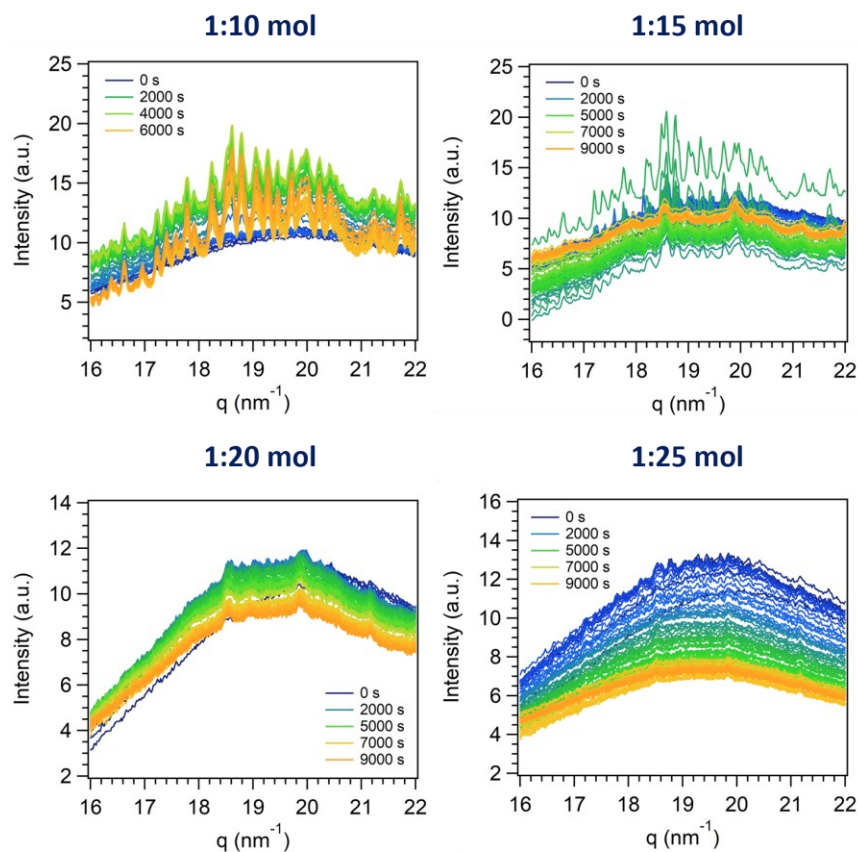 1:10 mol
1:15 mol
25
20
15
10
5
Intensity (a.u.)
0 s
2000 s
4000 s
6000 s
16 17 18 19 20 21 22
q (nm⁻¹)
25
20
15
10
5
0
Intensity (a.u.)
0 s
2000 s
5000 s
7000 s
9000 s
16 17 18 19 20 21 22
q (nm⁻¹)
1:20 mol
1:25 mol
14
12
10
8
6
4
2
Intensity (a.u.)
0 s
2000 s
5000 s
7000 s
9000 s
16 17 18 19 20 21 22
q (nm⁻¹)
16
14
12
10
8
6
4
2
Intensity (a.u.)
0 s
2000 s
5000 s
7000 s
9000 s
16 17 18 19 20 21 22
q (nm⁻¹)